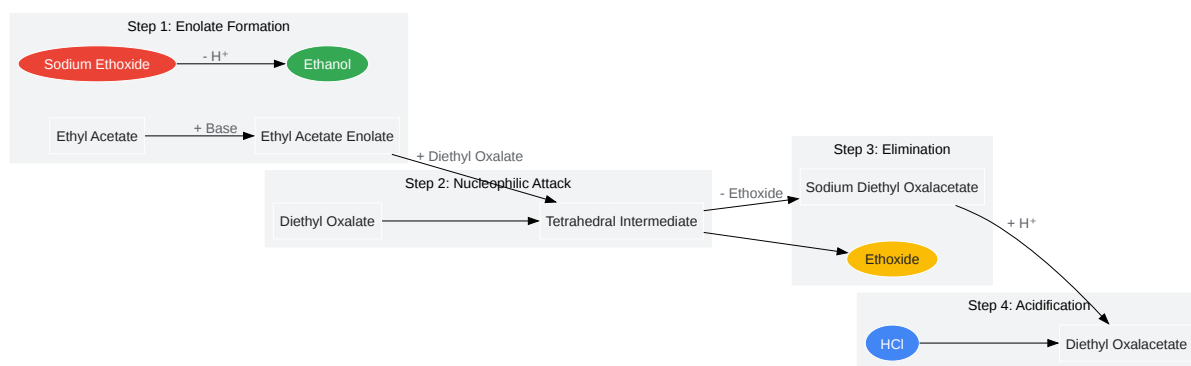 Step 1: Enolate Formation
Sodium Ethoxide
- H⁺
Ethanol
Ethyl Acetate
+ Base
Ethyl Acetate Enolate
+ Diethyl Oxalate
Step 2: Nucleophilic Attack
Diethyl Oxalate
Tetrahedral Intermediate
- Ethoxide
Step 3: Elimination
Sodium Diethyl Oxalacetate
Ethoxide
+ H⁺
Step 4: Acidification
HCl
Diethyl Oxalacetate